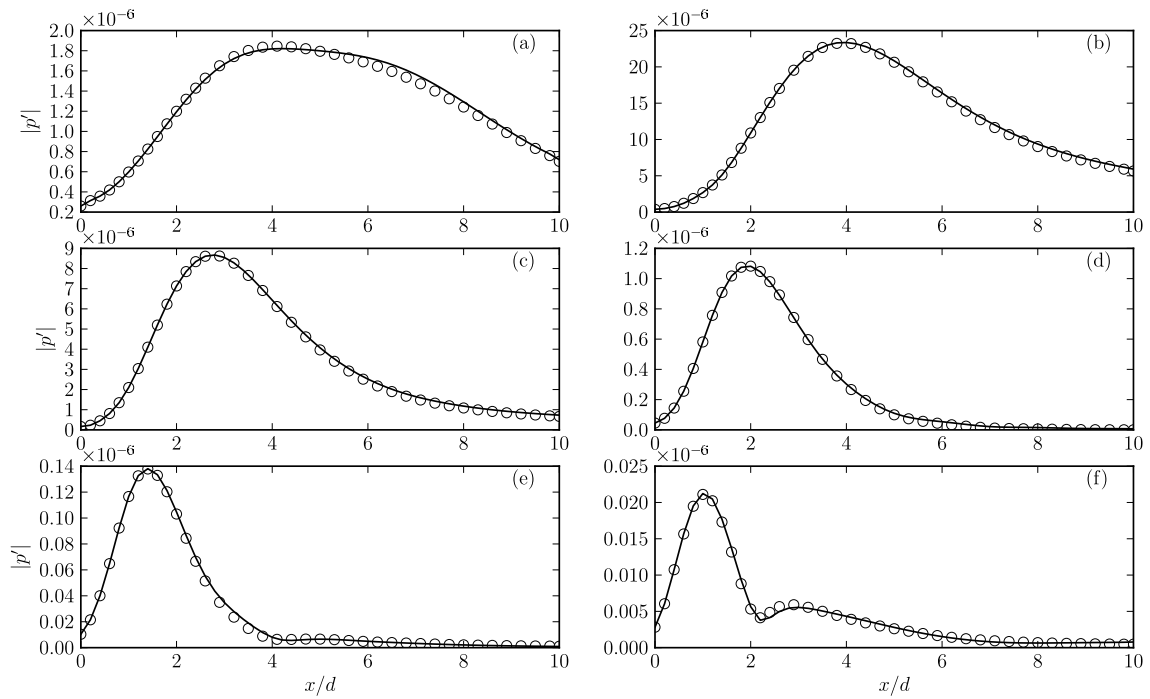 ×10⁻⁶ ×10⁻⁶
2.0 (a) 25 (b)
1.8
1.6 20
1.4 15
|p′| 1.2
1.0 10
0.8
0.6 5
0.4
0.2 0
0 2 4 6 8 10 0 2 4 6 8 10
×10⁻⁶ ×10⁻⁶
9 (c) 1.2 (d)
8
7 1.0
6 0.8
|p′| 5 0.6
4
3 0.4
2
1 0.2
0 0.0
0 2 4 6 8 10 0 2 4 6 8 10
×10⁻⁶ ×10⁻⁶
0.14 (e) 0.025 (f)
0.12 0.020
0.10
|p′| 0.08 0.015
0.06 0.010
0.04
0.02 0.005
0.00 0.000
0 2 4 6 8 10 0 2 4 6 8 10
x/d x/d